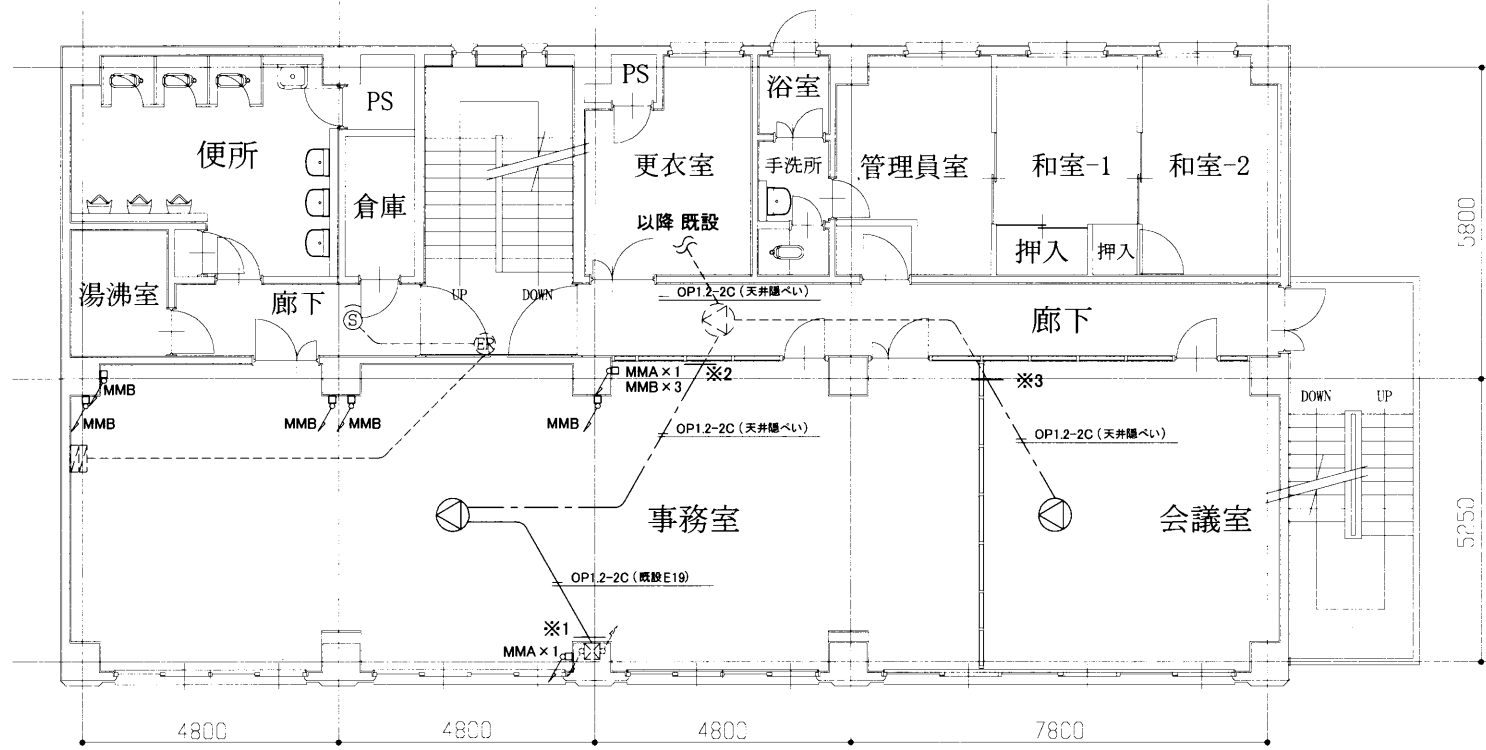 PS
PS
浴室
便所
更衣室
手洗所
管理員室
和室-1
和室-2
倉庫
以降 既設
押入
押入
5800
湯沸室
廊下
UP
DOWN
OP1.2-2C (天井隠ぺい)
廊下
S
ER
MMA×1
MMB×3
※2
※3
MMB
MMB
MMB
MMB
MMB
DOWN
UP
OP1.2-2C (天井隠ぺい)
OP1.2-2C (天井隠ぺい)
事務室
会議室
5250
OP1.2-2C (既設E19)
※1
MMA×1
4800
4800
4800
7800